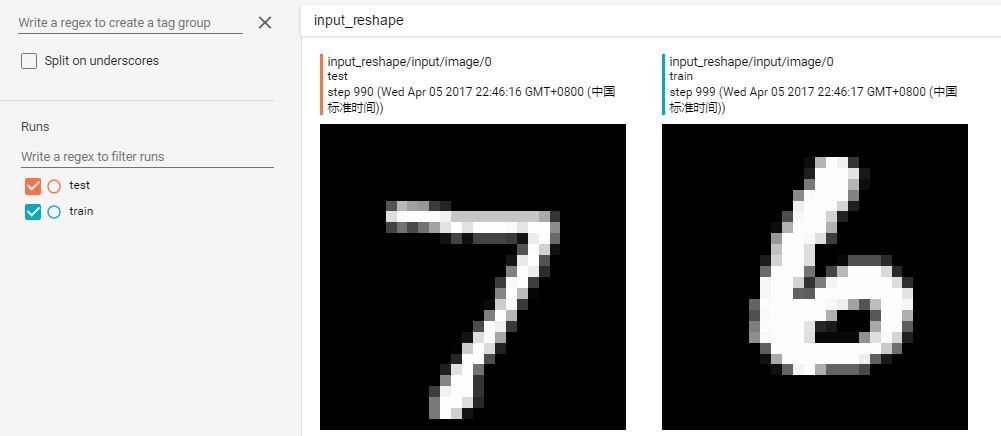 Write a regex to create a tag group
Split on underscores
Runs
Write a regex to filter runs
test
train
input_reshape
input_reshape/input/image/0
test
step 990 (Wed Apr 05 2017 22:46:16 GMT+0800 (中国
标准时间))
7
input_reshape/input/image/0
train
step 999 (Wed Apr 05 2017 22:46:17 GMT+0800 (中国
标准时间))
6